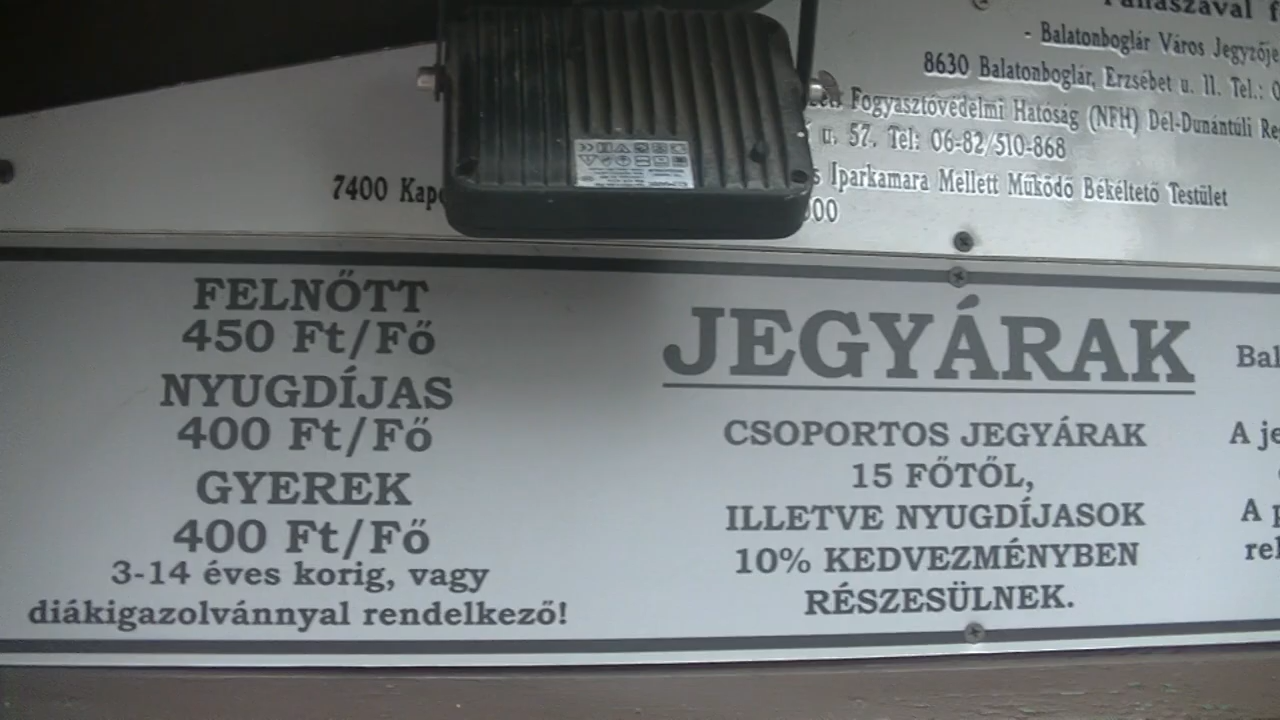 - Balatonboglár Város Jegyzője
8630 Balatonboglár, Erzsébet u. 11. Tel.:
Fogyasztóvédelmi Hatóság (NFH) Dél-Dunántúli
u. 57. Tel: 06-82/510-868
7400
Iparkamara Mellett Működő Békéltető Testület
FELNŐTT
450 Ft/Fő
NYUGDÍJAS
400 Ft/Fő
GYEREK
400 Ft/Fő
3-14 éves korig, vagy
diákigazolvánnyal rendelkező!
JEGYÁRAK
CSOPORTOS JEGYÁRAK
15 FŐTŐL,
ILLETVE NYUGDÍJASOK
10% KEDVEZMÉNYBEN
RÉSZESÜLNEK.
A
A